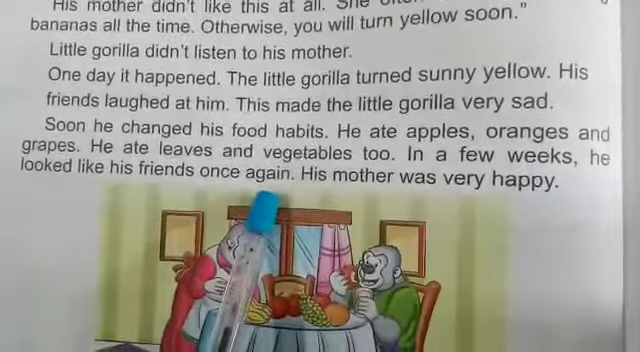 His mother didn't like this at all. She
bananas all the time. Otherwise, you will turn yellow soon."
Little gorilla didn't listen to his mother.
One day it happened. The little gorilla turned sunny yellow. His
friends laughed at him. This made the little gorilla very sad.
Soon he changed his food habits. He ate apples, oranges and
grapes. He ate leaves and vegetables too. In a few weeks, he
looked like his friends once again. His mother was very happy.